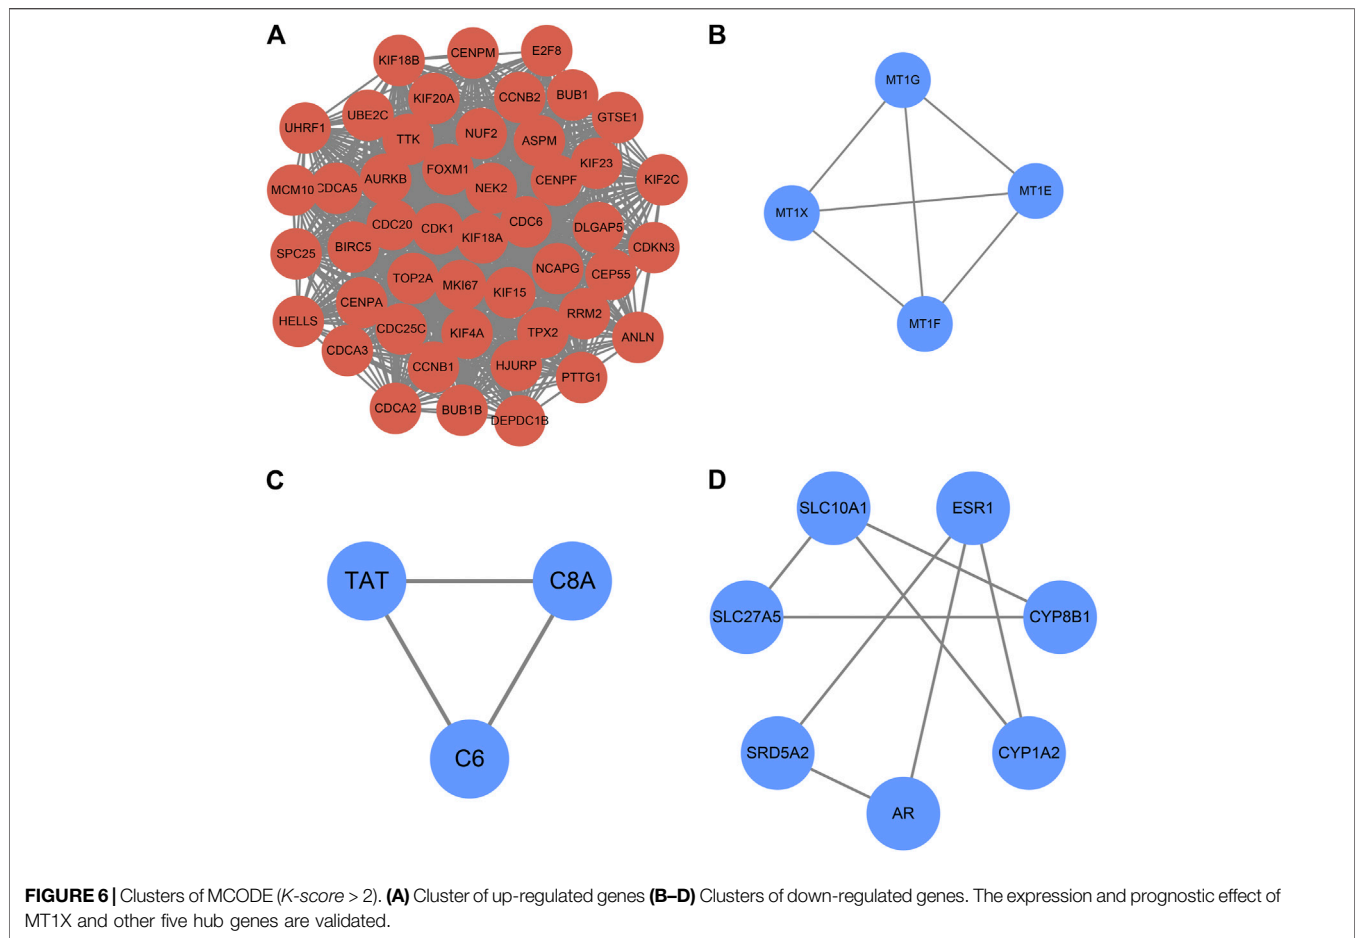 A
KIF18B
CENPM
E2F8
KIF20A
CCNB2
BUB1
UBE2C
GTSE1
UHRF1
TTK
NUF2
ASPM
KIF23
FOXM1
AURKB
NEK2
CENPF
KIF2C
MCM10
CDCA5
CDC20
CDK1
CDC6
DLGAP5
KIF18A
SPC25
BIRC5
CDKN3
TOP2A
MKI67
KIF15
NCAPG
CEP55
CENPA
RRM2
HELLS
CDC25C
KIF4A
TPX2
ANLN
CDCA3
CCNB1
HJURP
PTTG1
CDCA2
BUB1B
DEPDC1B
B
MT1G
MT1E
MT1X
MT1F
C
TAT
C8A
C6
D
SLC10A1
ESR1
SLC27A5
CYP8B1
SRD5A2
CYP1A2
AR
FIGURE 6 | Clusters of MCODE (K-score > 2). (A) Cluster of up-regulated genes (B–D) Clusters of down-regulated genes. The expression and prognostic effect of
MT1X and other five hub genes are validated.